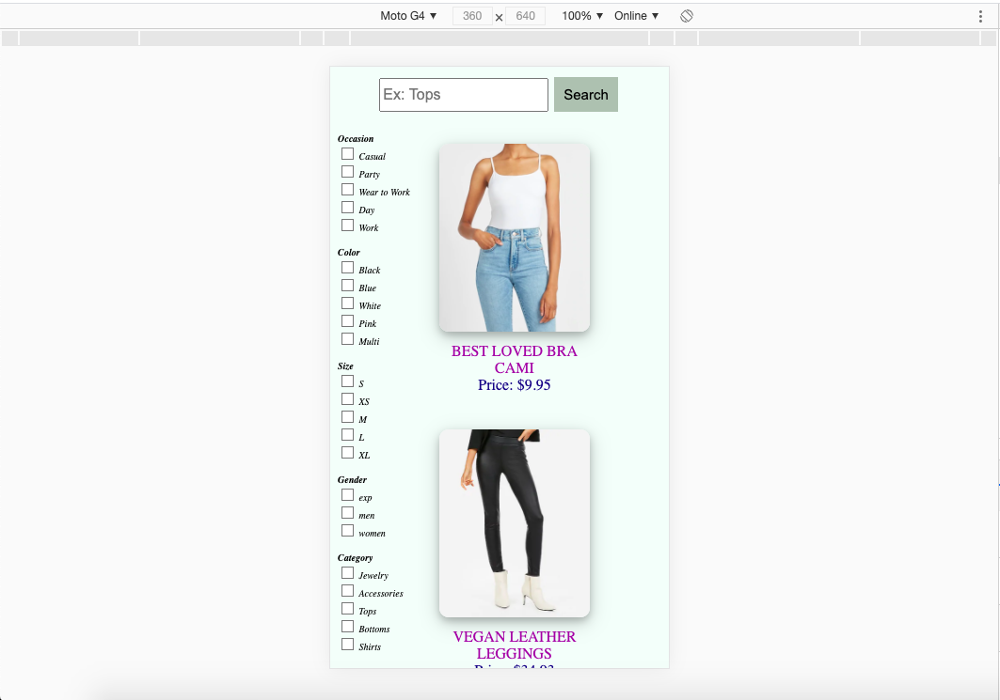 Moto G4 ▼ 360 × 640 100% ▼ Online ▼
Ex: Tops Search
Occasion
Casual
Party
Wear to Work
Day
Work
Color
Black
Blue
White
Pink
Multi
Size
S
XS
M
L
XL
Gender
exp
men
women
Category
Jewelry
Accessories
Tops
Bottoms
Shirts
BEST LOVED BRA
CAMI
Price: $9.95
VEGAN LEATHER
LEGGINGS